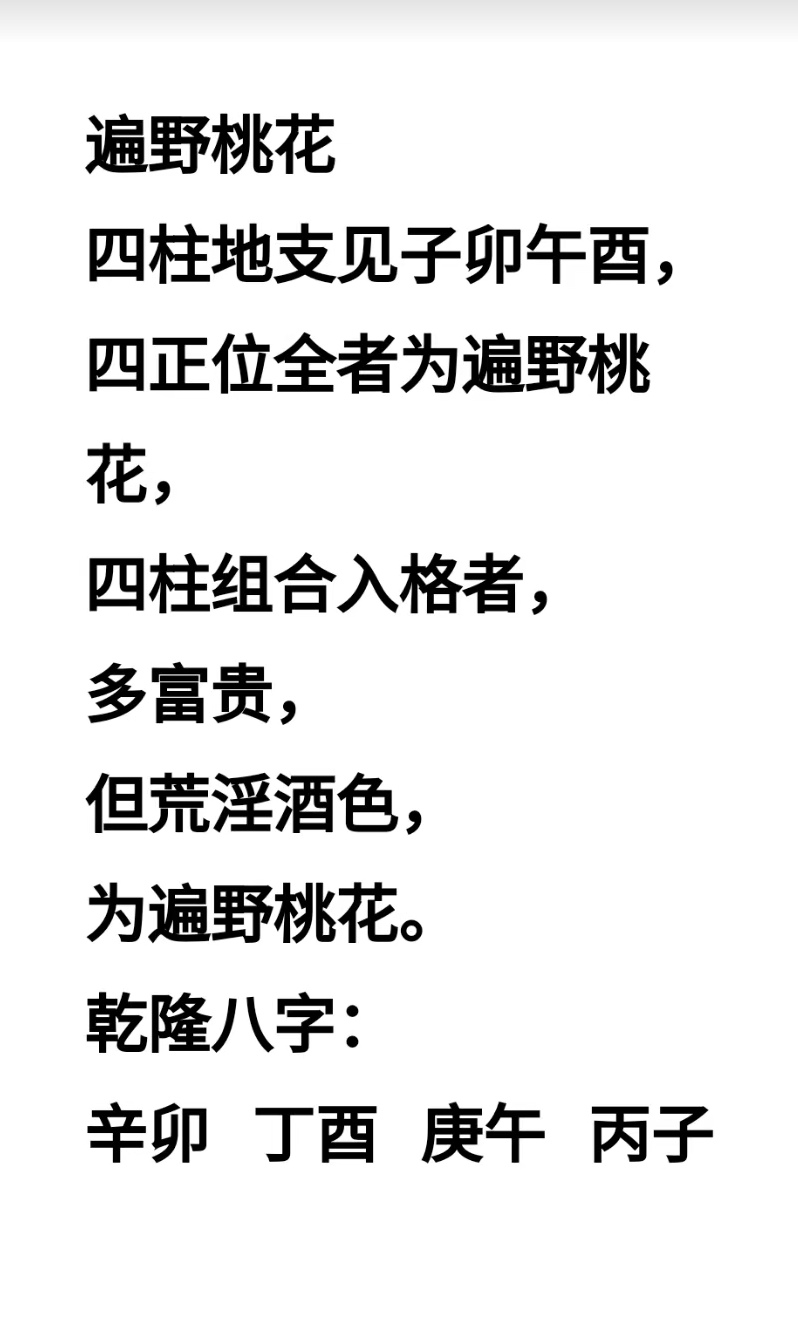 遍野桃花
四柱地支见子卯午酉，
四正位全者为遍野桃
花，
四柱组合入格者，
多富贵，
但荒淫酒色，
为遍野桃花。
乾隆八字：
辛卯 丁酉 庚午 丙子